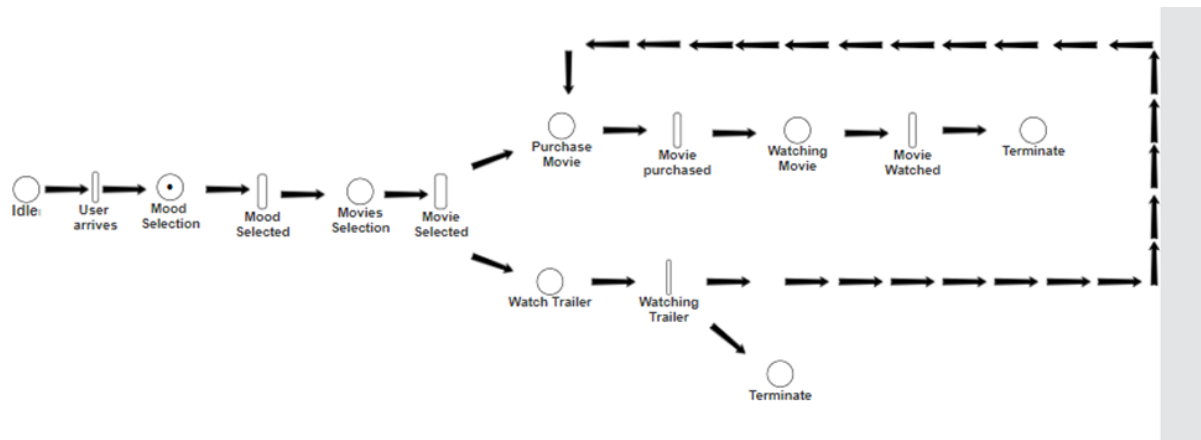 Idle:
User
arrives
Mood
Selection
Mood
Selected
Movies
Selection
Movie
Selected
Purchase
Movie
Movie
purchased
Watching
Movie
Movie
Watched
Terminate
Watch Trailer
Watching
Trailer
Terminate